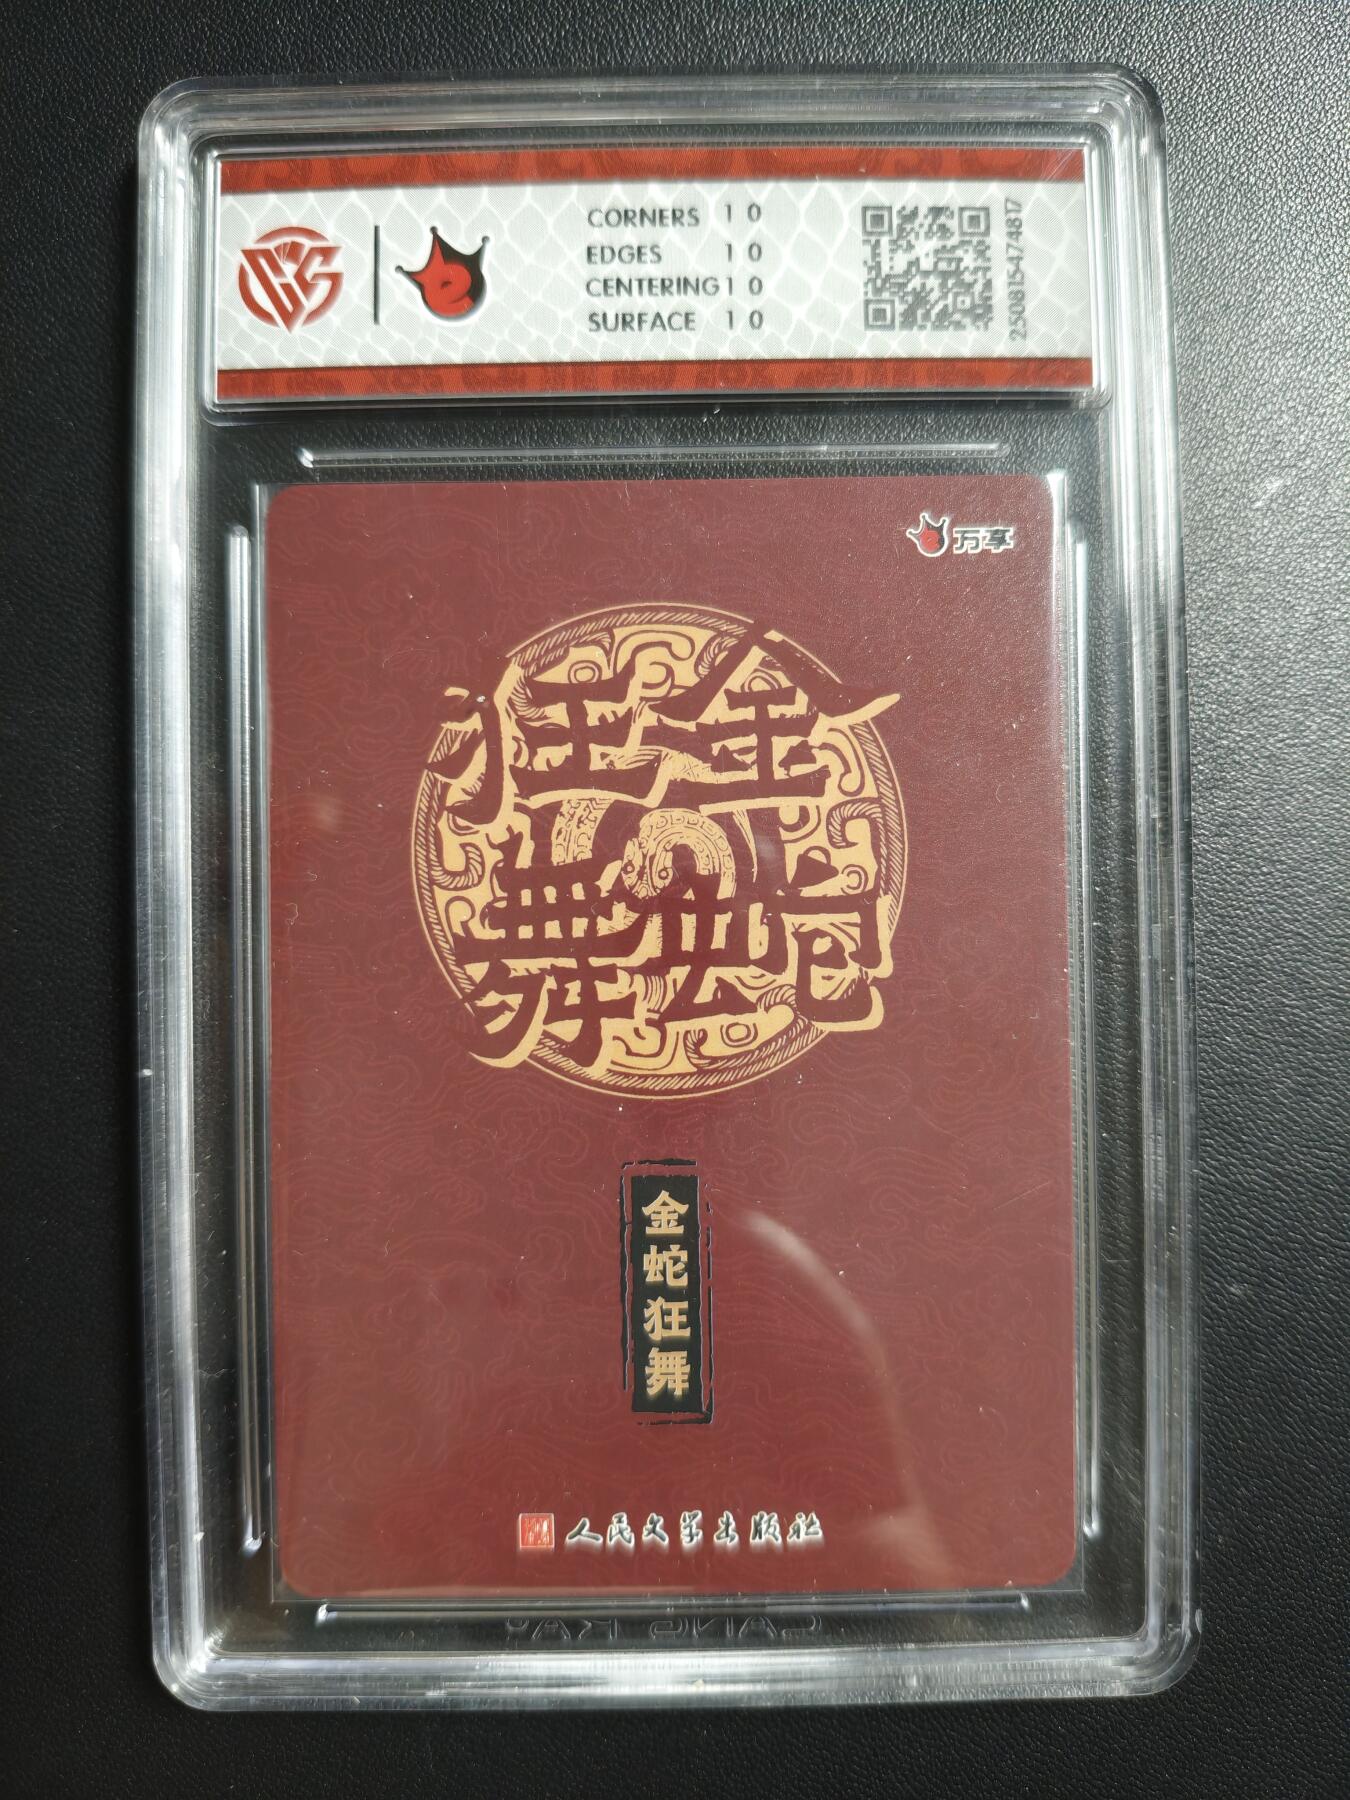 CORNERS 10
EDGES 10
CENTERING 10
SURFACE 10
250815474817
万享
金蛇
狂舞
金蛇狂舞
人民文学出版社